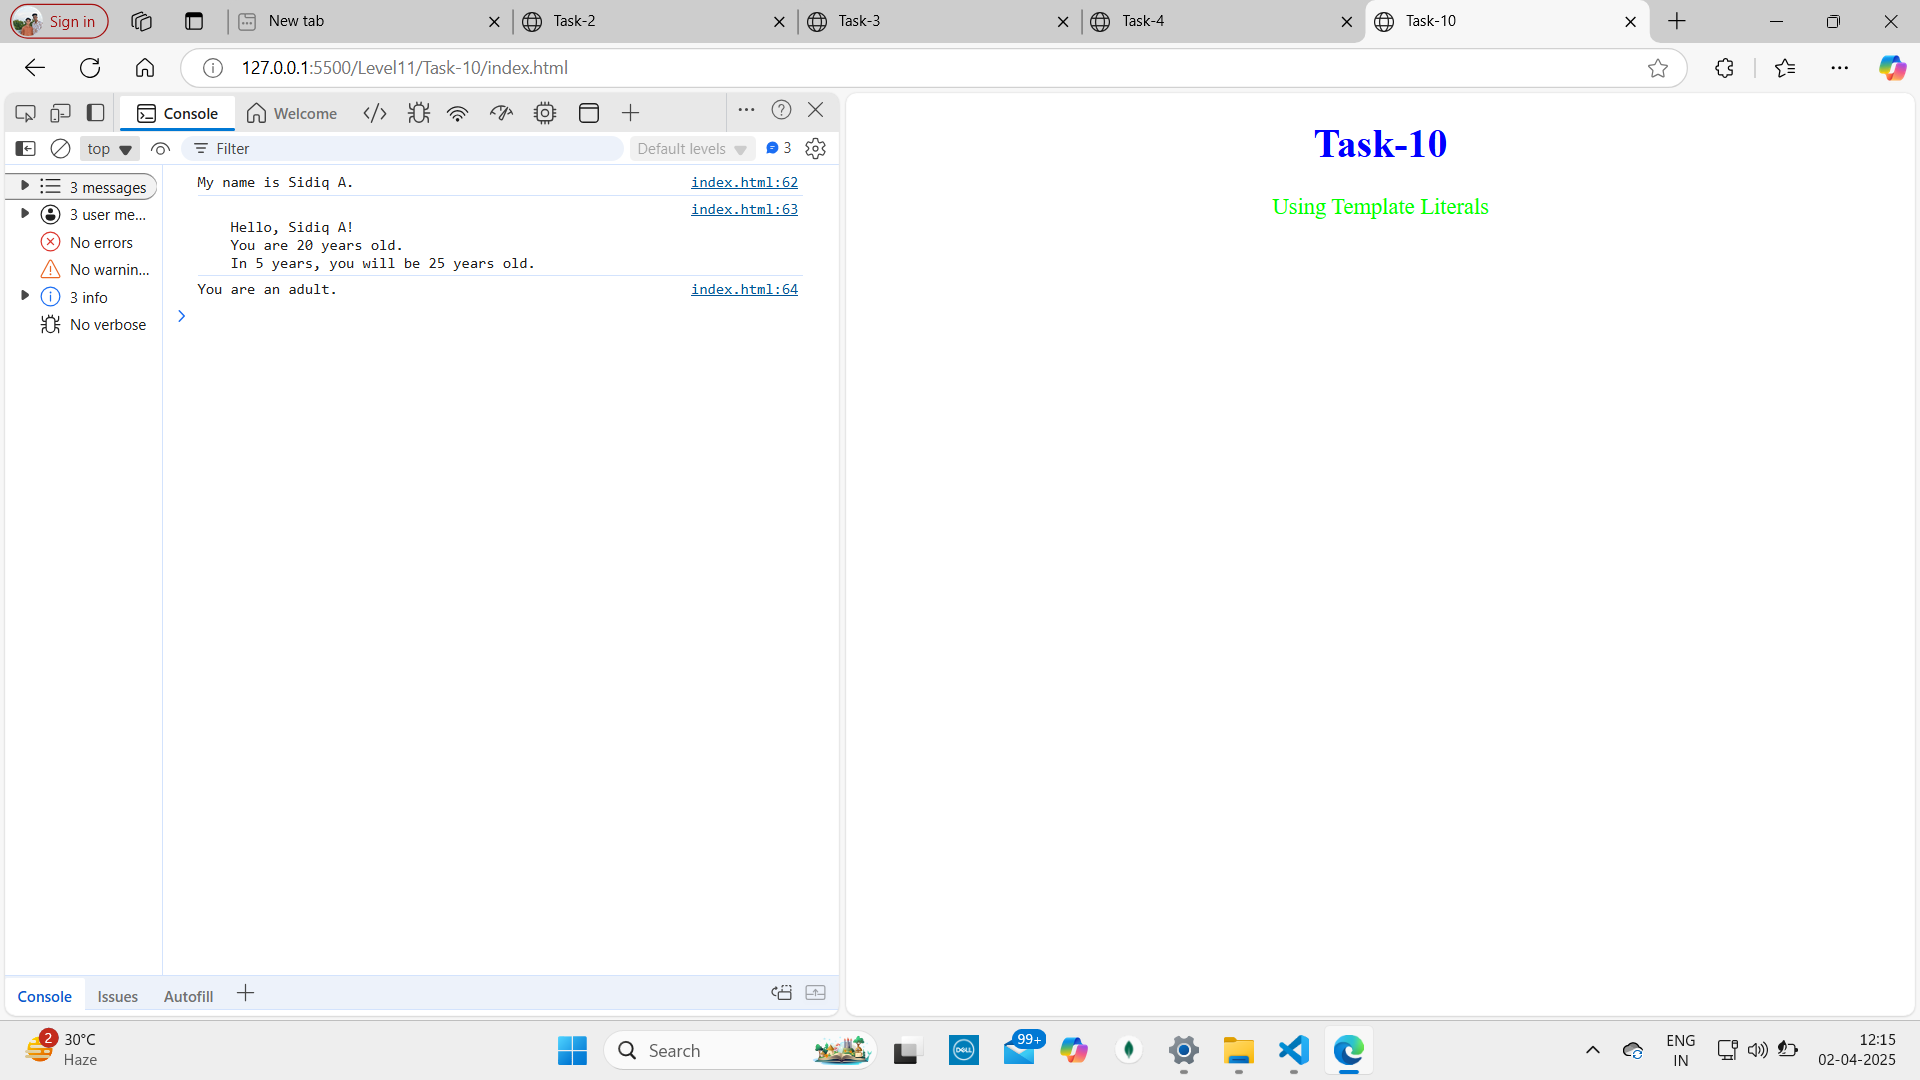 Sign in
New tab
Task-2
Task-3
Task-4
Task-10
127.0.0.1:5500/Level11/Task-10/index.html
Console
Welcome
top
Filter
Default levels
3
3 messages
3 user me...
No errors
No warnin...
3 info
No verbose
My name is Sidiq A.
index.html:62
index.html:63
Hello, Sidiq A!
You are 20 years old.
In 5 years, you will be 25 years old.
You are an adult.
index.html:64
Task-10
Using Template Literals
Console
Issues
Autofill
2
30°C
Haze
Search
DELL
99+
ENG
IN
12:15
02-04-2025